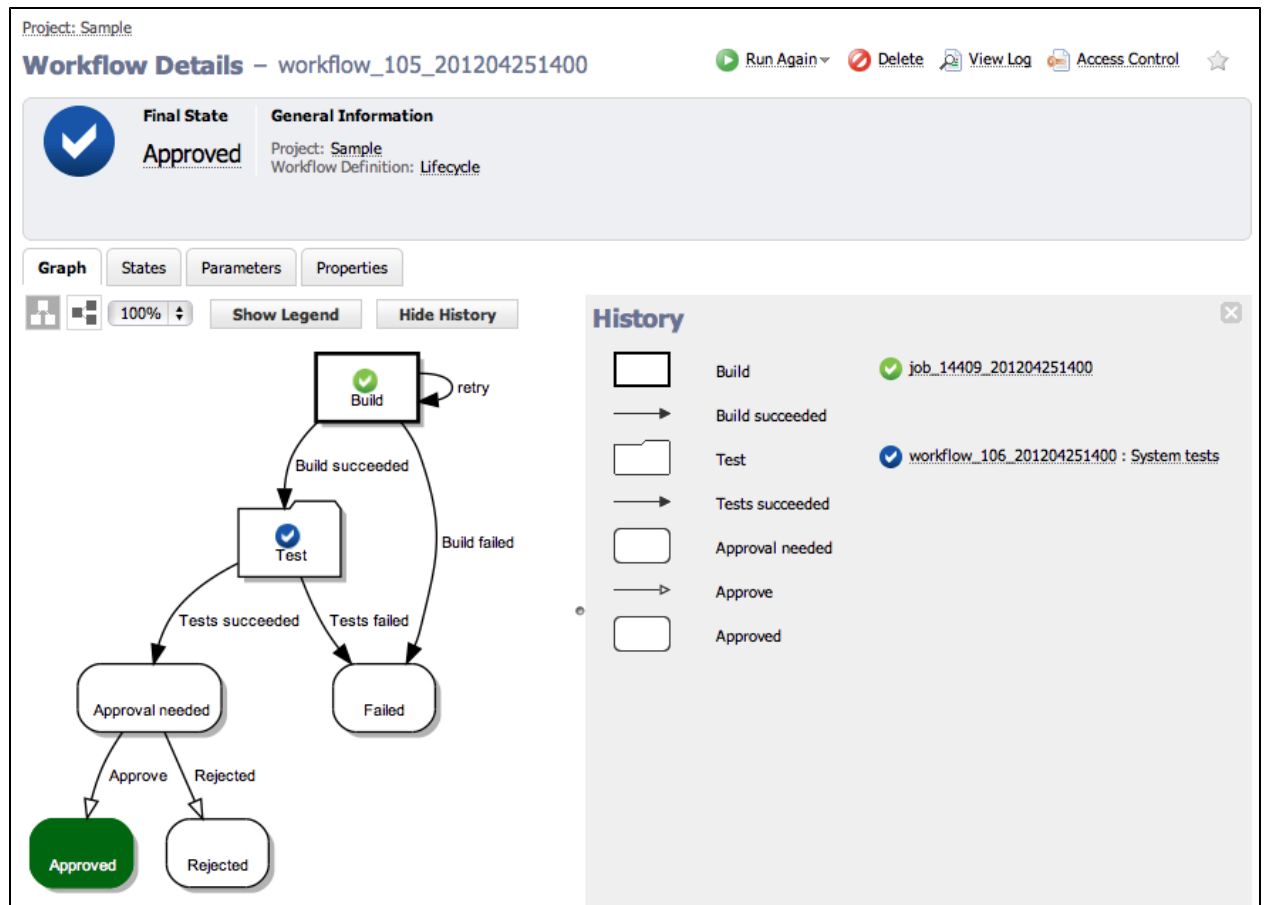 Project: Sample
Workflow Details – workflow_105_201204251400
Run Again
Delete
View Log
Access Control
Final State
Approved
General Information
Project: Sample
Workflow Definition: Lifecycle
Graph
States
Parameters
Properties
100%
Show Legend
Hide History
Build
retry
Build succeeded
Test
Build failed
Tests succeeded
Tests failed
Approval needed
Failed
Approve
Rejected
Approved
Rejected
History
Build
job_14409_201204251400
Build succeeded
Test
workflow_106_201204251400 : System tests
Tests succeeded
Approval needed
Approve
Approved